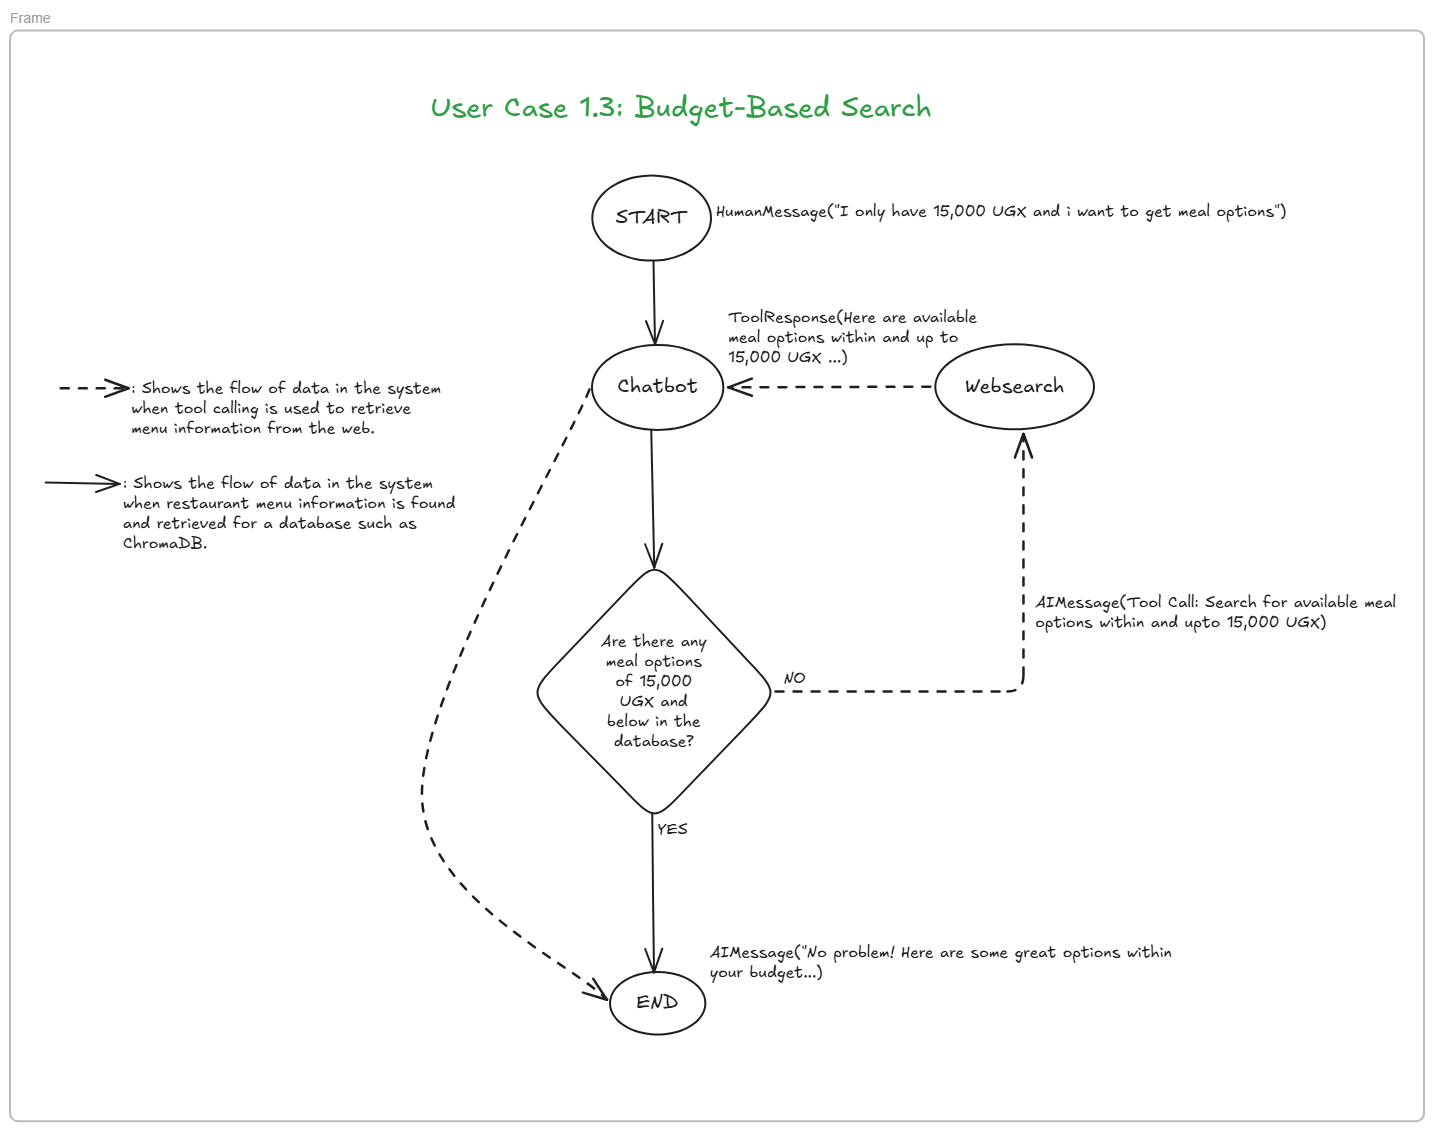 Frame
User Case 1.3: Budget-Based Search
START
HumanMessage("I only have 15,000 UGX and i want to get meal options")
ToolResponse(Here are available
meal options within and up to
15,000 UGX ...)
Chatbot
Websearch
: Shows the flow of data in the system
when tool calling is used to retrieve
menu information from the web.
: Shows the flow of data in the system
when restaurant menu information is found
and retrieved for a database such as
ChromaDB.
AIMessage(Tool Call: Search for available meal
options within and upto 15,000 UGX)
Are there any
meal options
of 15,000
UGX and
below in the
database?
NO
YES
AIMessage("No problem! Here are some great options within
your budget...)
END